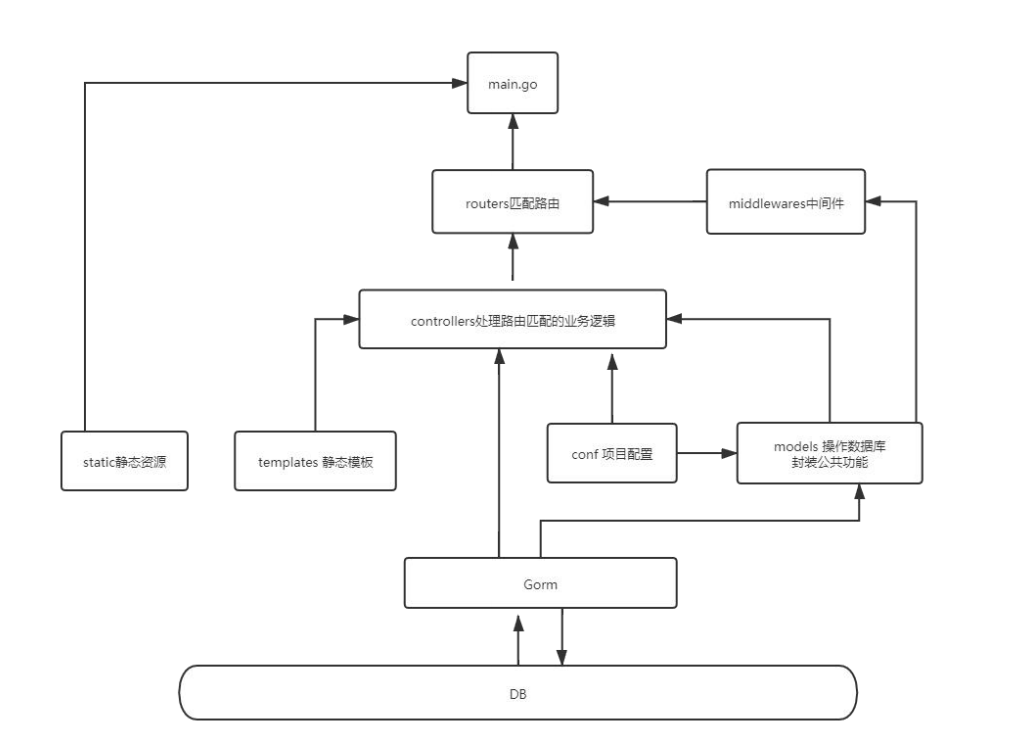 main.go
routers匹配路由
middlewares中间件
controllers处理路由匹配的业务逻辑
static静态资源
templates 静态模板
conf 项目配置
models 操作数据库
封装公共功能
Gorm
DB